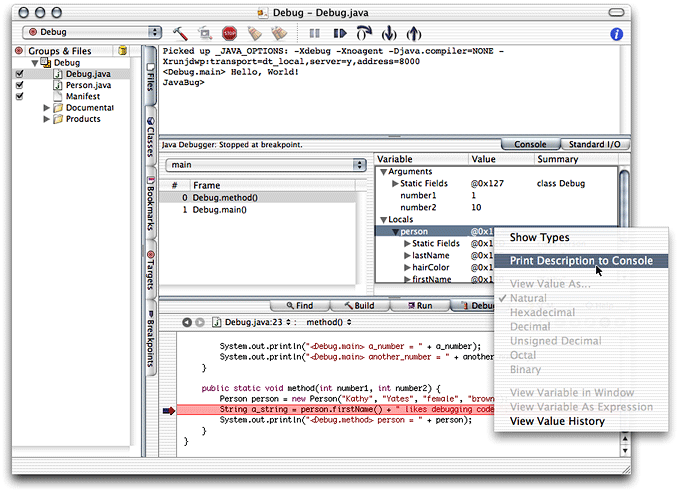 Debug – Debug.java
Debug
Groups & Files
Debug
Debug.java
Person.java
Manifest
Documentat
Products
Files
Classes
Bookmarks
Targets
Breakpoints
Picked up _JAVA_OPTIONS: -Xdebug -Xnoagent -Djava.compiler=NONE -
Xrunjdwp:transport=dt_local,server=y,address=8000
<Debug.main> Hello, World!
JavaBug>
Java Debugger: Stopped at breakpoint.
Console
Standard I/O
main
# Frame
0 Debug.method()
1 Debug.main()
Variable Value Summary
Arguments
Static Fields @0x127 class Debug
number1 1
number2 10
Locals
person @0x1
Static Fields @0x1
lastName @0x1
hairColor @0x1
firstName @0x1
Show Types
Print Description to Console
View Value As...
✓ Natural
Hexadecimal
Decimal
Unsigned Decimal
Octal
Binary
View Variable in Window
View Variable As Expression
View Value History
Find
Build
Run
Debu
Debug.java:23
method()
System.out.println("<Debug.main> a_number = " + a_number);
System.out.println("<Debug.main> another_number = " + another
}
public static void method(int number1, int number2) {
Person person = new Person("Kathy", "Yates", "female", "brown
String a_string = person.firstName() + " likes debugging code
System.out.println("<Debug.method> person = " + person);
}
}